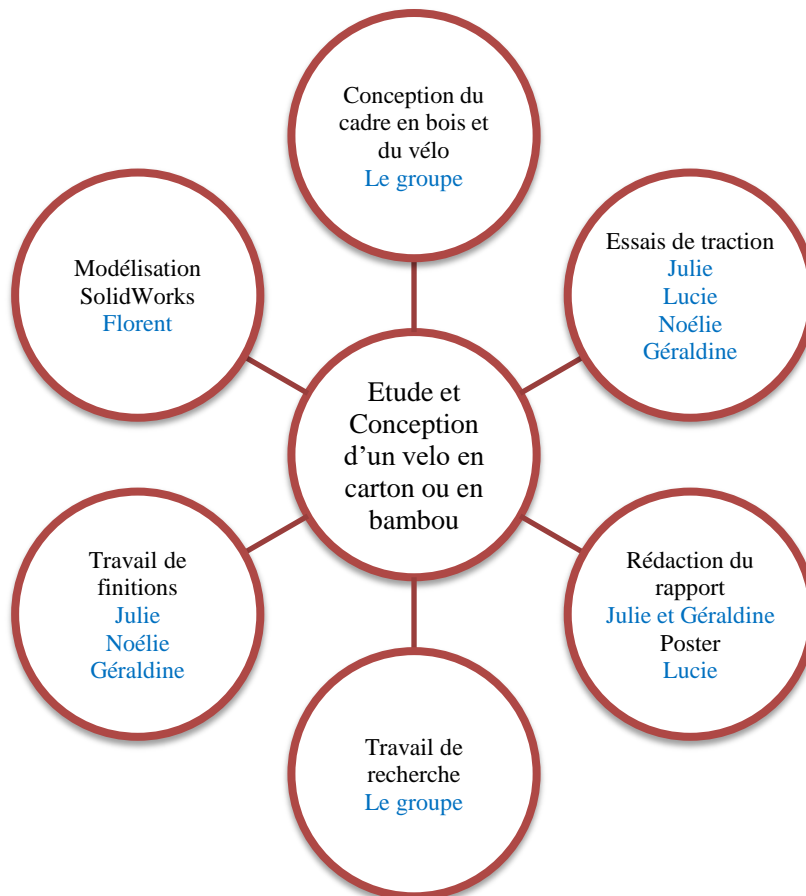 Conception du
cadre en bois et
du vélo
Le groupe
Modélisation
SolidWorks
Florent
Essais de traction
Julie
Lucie
Noélie
Géraldine
Etude et
Conception
d’un velo en
carton ou en
bambou
Travail de
finitions
Julie
Noélie
Géraldine
Rédaction du
rapport
Julie et Géraldine
Poster
Lucie
Travail de
recherche
Le groupe